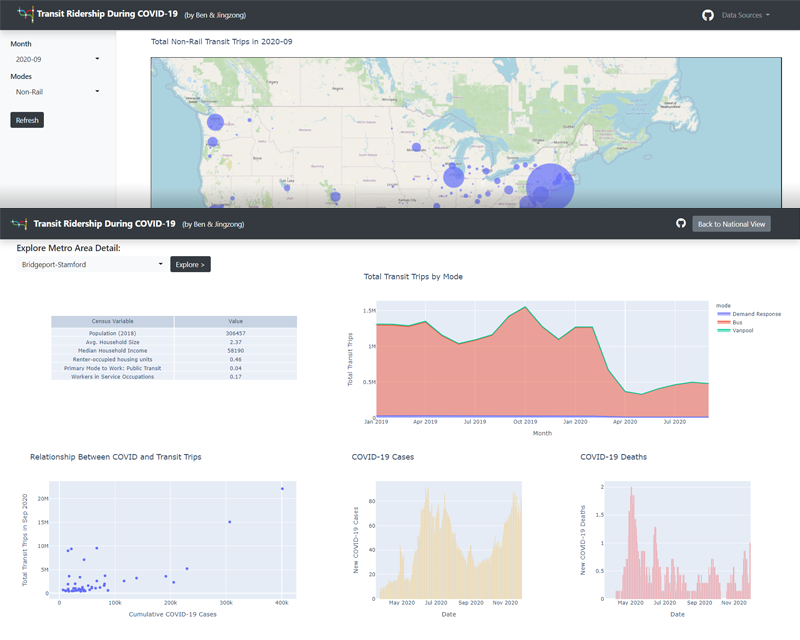 Transit Ridership During COVID-19 (by Ben & Jingzong)
Data Sources
Month
2020-09
Modes
Non-Rail
Refresh
Total Non-Rail Transit Trips in 2020-09
Transit Ridership During COVID-19 (by Ben & Jingzong)
Back to National View
Explore Metro Area Detail:
Bridgeport-Stamford
Explore >
Census Variable Value
Population (2018) 306457
Avg. Household Size 2.37
Median Household Income 58190
Renter-occupied housing units 0.46
Primary Mode to Work: Public Transit 0.04
Workers in Service Occupations 0.17
Total Transit Trips by Mode
Total Transit Trips
1.5M
1M
0.5M
0
Jan 2019 Apr 2019 Jul 2019 Oct 2019 Jan 2020 Apr 2020 Jul 2020
Month
mode
Demand Response
Bus
Vanpool
Relationship Between COVID and Transit Trips
Total Transit Trips in Sep 2020
20M
15M
10M
5M
0
0 100k 200k 300k 400k
Cumulative COVID-19 Cases
COVID-19 Cases
New COVID-19 Cases
80
60
40
20
0
May 2020 Jul 2020 Sep 2020 Nov 2020
Date
COVID-19 Deaths
New COVID-19 Deaths
2
1.5
1
0.5
0
May 2020 Jul 2020 Sep 2020 Nov 2020
Date